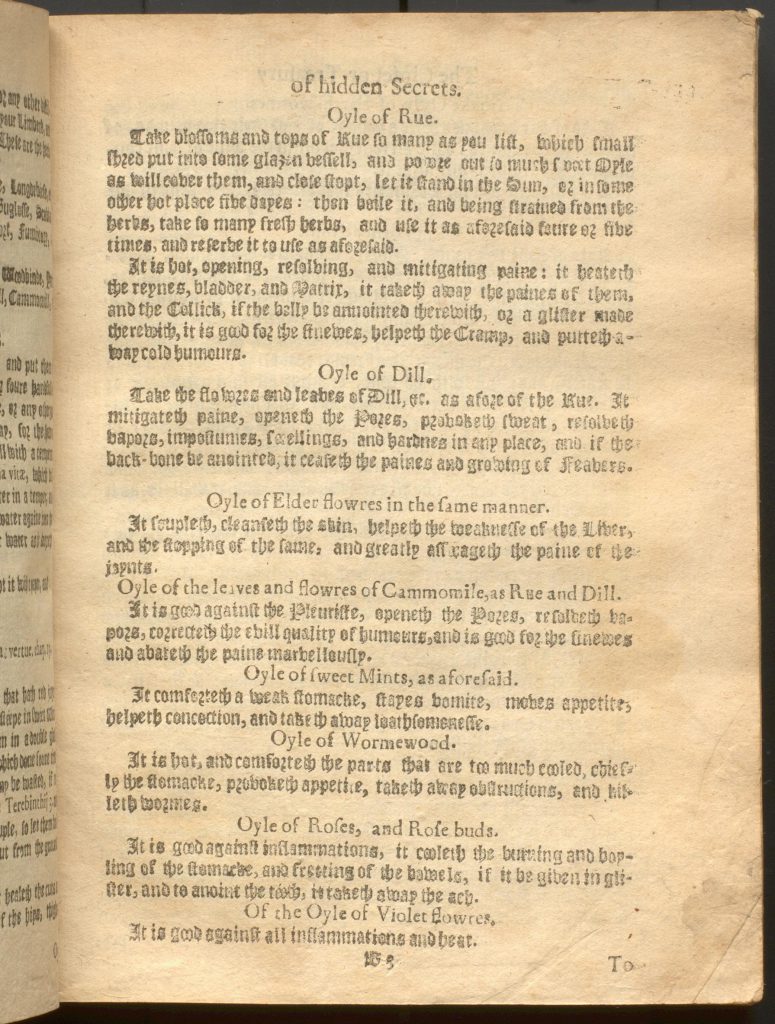 of hidden Secrets.
Oyle of Rue.
Take blossoms and tops of Rue so many as you list, which small
shred put into some glazen vessell, and powre out so much sweet Oyle
as will cover them, and close stopt, let it stand in the Sun, or in some
other hot place five dayes: then boile it, and being strained from the
herbs, take so many fresh herbs, and use it as aforesaid foure or five
times, and reserve it to use as aforesaid.
It is hot, opening, resolving, and mitigating paine: it heateth
the reynes, bladder, and Matrix, it taketh away the paines of them,
and the Collick, if the belly be annointed therewith, or a glister made
therewith, it is good for the sinewes, helpeth the Cramp, and putteth a-
way cold humours.
Oyle of Dill.
Take the flowres and leaves of Dill, &c. as afore of the Rue. It
mitigateth paine, openeth the Pores, provoketh sweat, resolveth
vapors, impostumes, swellings, and hardnes in any place, and if the
back-bone be anointed, it ceaseth the paines and growing of Feavers.
Oyle of Elder flowres in the same manner.
It soupleth, cleanseth the skin, helpeth the weaknesse of the Liver,
and the stopping of the same, and greatly asswageth the paine of the
joynts.
Oyle of the leaves and flowres of Cammomile, as Rue and Dill.
It is good against the Pleurisie, openeth the Pores, resolveth va-
pors, correcteth the evill quality of humours, and is good for the sinewes
and abateth the paine marvellously.
Oyle of sweet Mints, as aforesaid.
It comforteth a weak stomacke, stayes vomite, moves appetite,
helpeth concoction, and taketh away loathsomenesse.
Oyle of Wormewood.
It is hot, and comforteth the parts that are too much cooled, chief-
ly the stomacke, provoketh appetite, taketh away obstructions, and kil-
leth wormes.
Oyle of Roses, and Rose buds.
It is good against inflammations, it cooleth the burning and boy-
ling of the stomacke, and fretting of the bowels, if it be given in gli-
ster, and to anoint the tooth, it taketh away the ach.
Of the Oyle of Violet flowres.
It is good against all inflammations and heat.
To